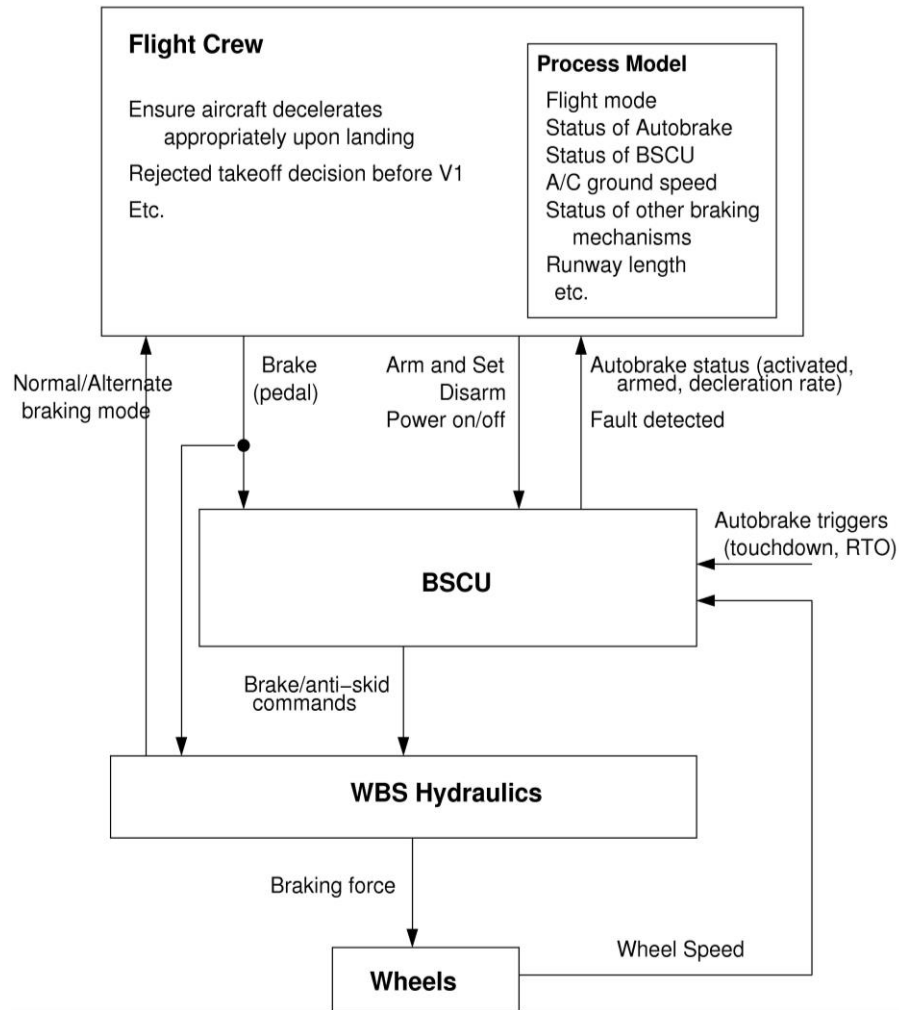 Flight Crew
Ensure aircraft decelerates
appropriately upon landing
Rejected takeoff decision before V1
Etc.
Process Model
Flight mode
Status of Autobrake
Status of BSCU
A/C ground speed
Status of other braking
mechanisms
Runway length
etc.
Normal/Alternate
braking mode
Brake
(pedal)
Arm and Set
Disarm
Power on/off
Autobrake status (activated,
armed, decleration rate)
Fault detected
Autobrake triggers
(touchdown, RTO)
BSCU
Brake/anti−skid
commands
WBS Hydraulics
Braking force
Wheel Speed
Wheels